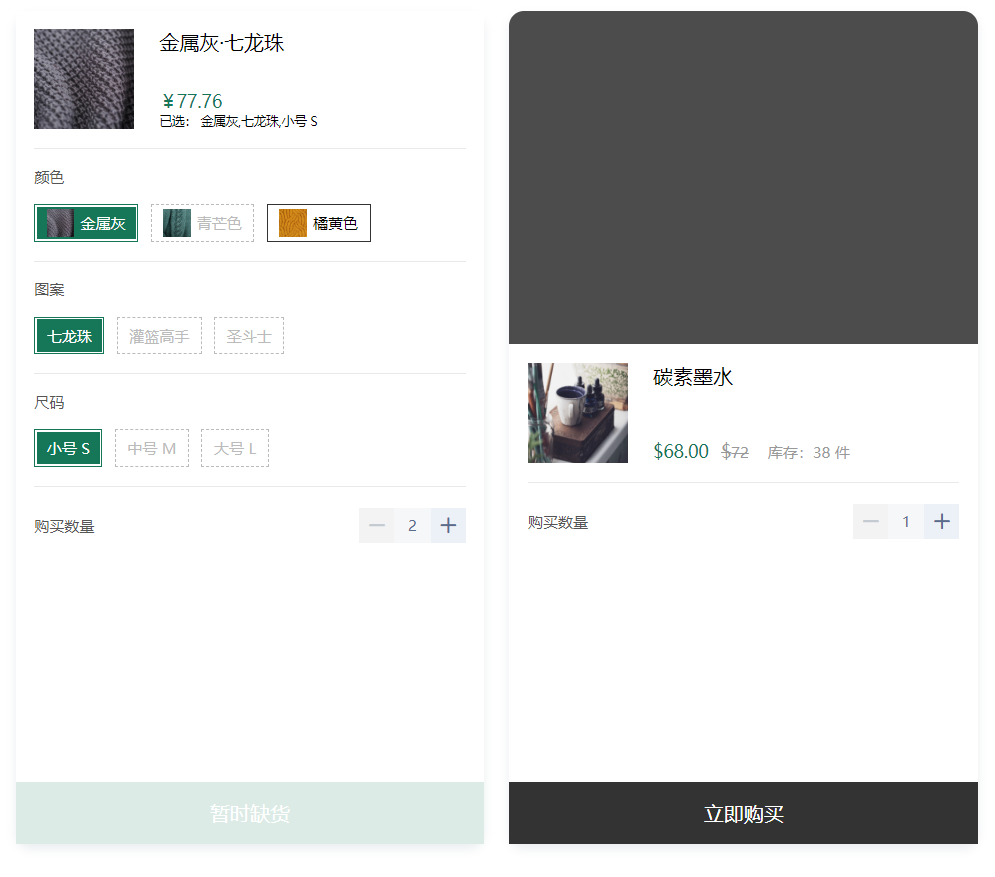 金属灰·七龙珠
¥77.76
已选： 金属灰,七龙珠,小号 S
颜色
金属灰 青芒色 橘黄色
图案
七龙珠 灌篮高手 圣斗士
尺码
小号 S 中号 M 大号 L
购买数量 2
暂时缺货
碳素墨水
$68.00 $72 库存：38 件
购买数量 1
立即购买